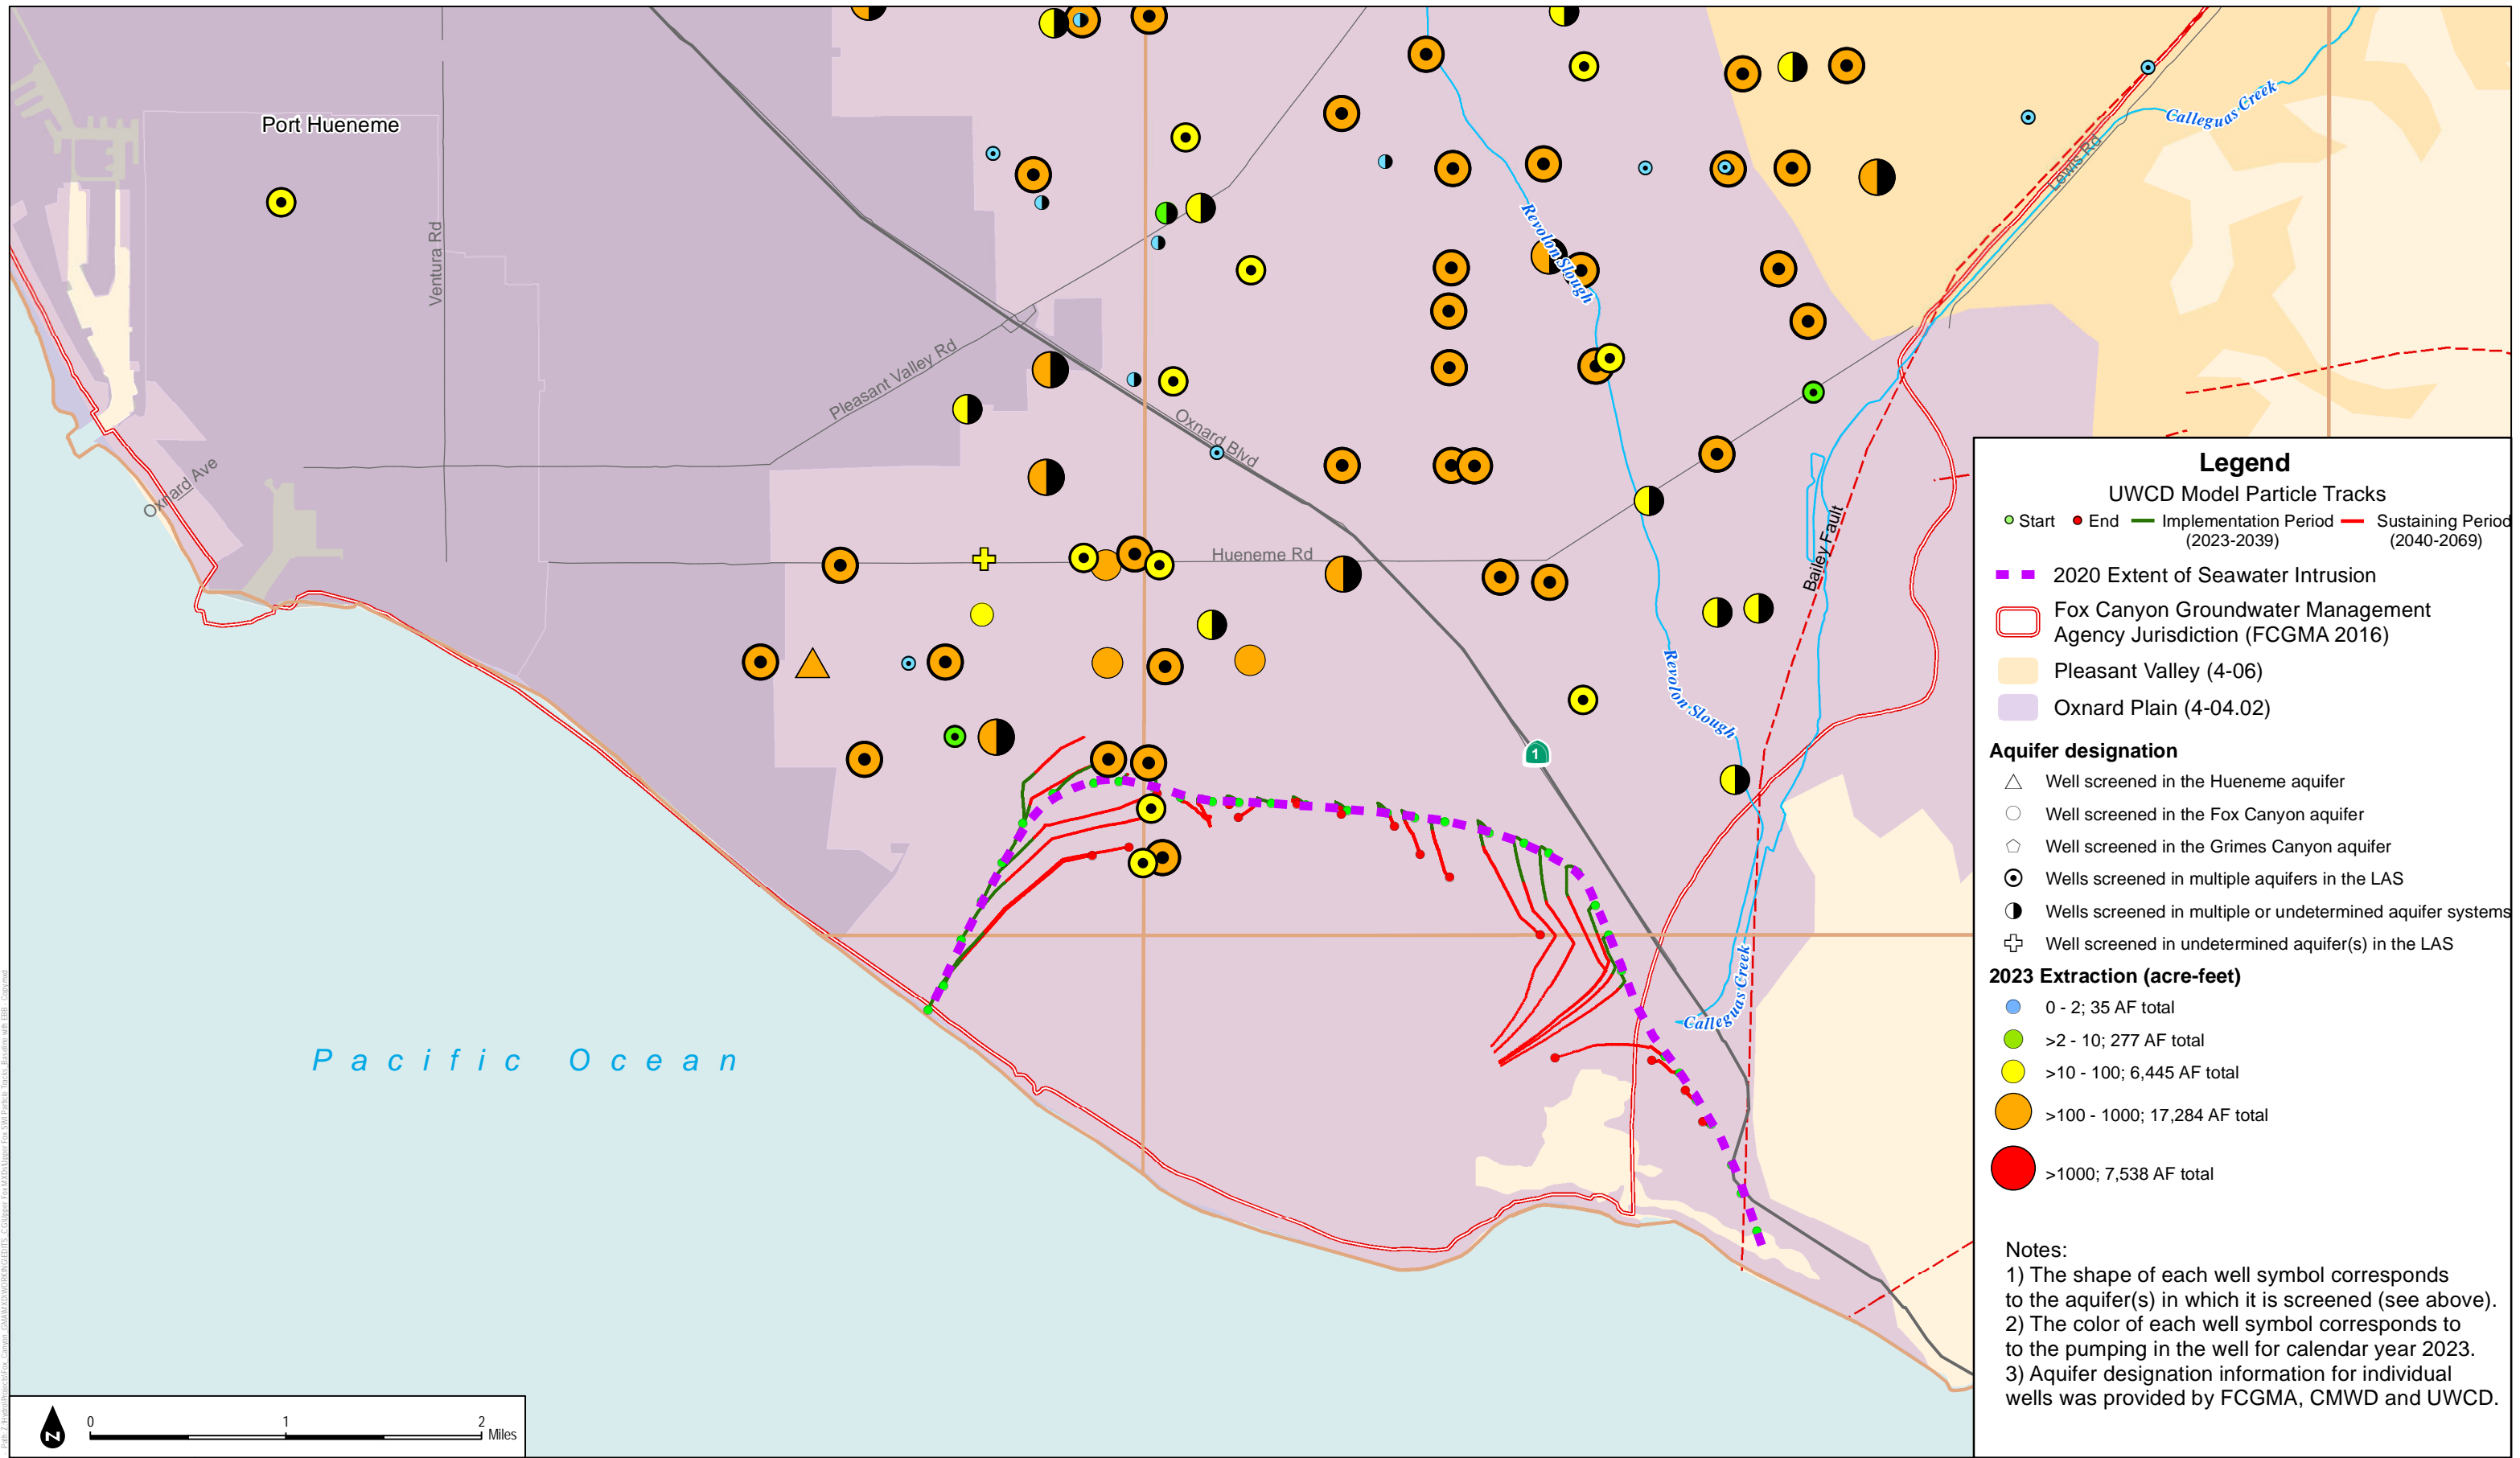 Port Hueneme
Ventura Rd
Oxnard Ave
Pleasant Valley Rd
Oxnard Blvd
Hueneme Rd
Revolon Slough
Revolon Slough
Calleguas Creek
Lewis Rd
Bailey Fault
1
Calleguas Creek
Pacific Ocean
0 1 2
Miles
N
Legend
UWCD Model Particle Tracks
Start End Implementation Period Sustaining Period
(2023-2039) (2040-2069)
2020 Extent of Seawater Intrusion
Fox Canyon Groundwater Management
Agency Jurisdiction (FCGMA 2016)
Pleasant Valley (4-06)
Oxnard Plain (4-04.02)
Aquifer designation
Well screened in the Hueneme aquifer
Well screened in the Fox Canyon aquifer
Well screened in the Grimes Canyon aquifer
Wells screened in multiple aquifers in the LAS
Wells screened in multiple or undetermined aquifer systems
Well screened in undetermined aquifer(s) in the LAS
2023 Extraction (acre-feet)
0 - 2; 35 AF total
>2 - 10; 277 AF total
>10 - 100; 6,445 AF total
>100 - 1000; 17,284 AF total
>1000; 7,538 AF total
Notes:
1) The shape of each well symbol corresponds
to the aquifer(s) in which it is screened (see above).
2) The color of each well symbol corresponds to
to the pumping in the well for calendar year 2023.
3) Aquifer designation information for individual
wells was provided by FCGMA, CMWD and UWCD.